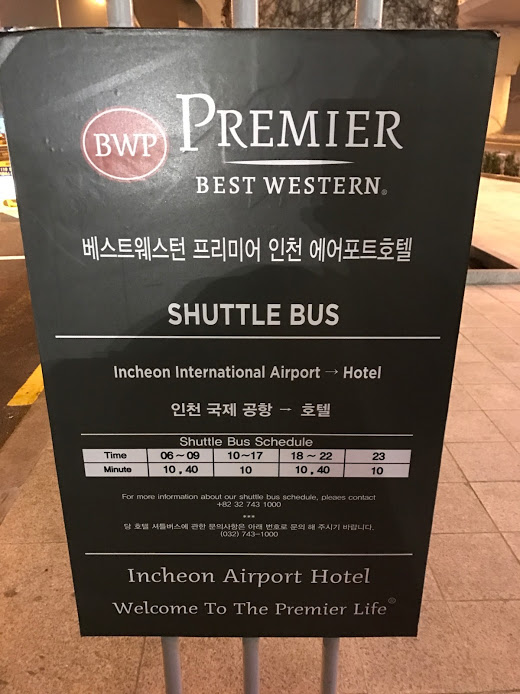 BWP PREMIER
BEST WESTERN®
베스트웨스턴 프리미어 인천 에어포트호텔
SHUTTLE BUS
Incheon International Airport → Hotel
인천 국제 공항 → 호텔
Shuttle Bus Schedule
Time 06~09 10~17 18 ~ 22 23
Minute 10, 40 10 10, 40 10
For more information about our shuttle bus schedule, pleaes contact
+82 32 743 1000
***
당 호텔 셔틀버스에 관한 문의사항은 아래 번호로 문의 해 주시기 바랍니다.
(032) 743-1000
Incheon Airport Hotel
Welcome To The Premier Life®